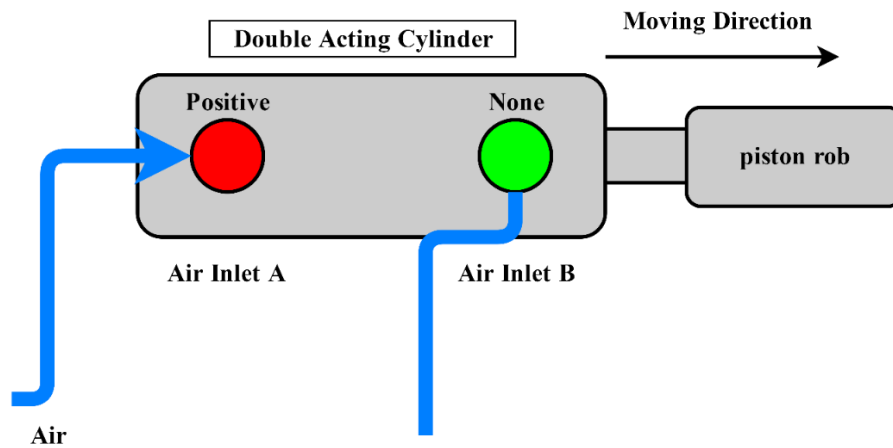 Double Acting Cylinder
Moving Direction
Positive
None
piston rob
Air Inlet A
Air Inlet B
Air